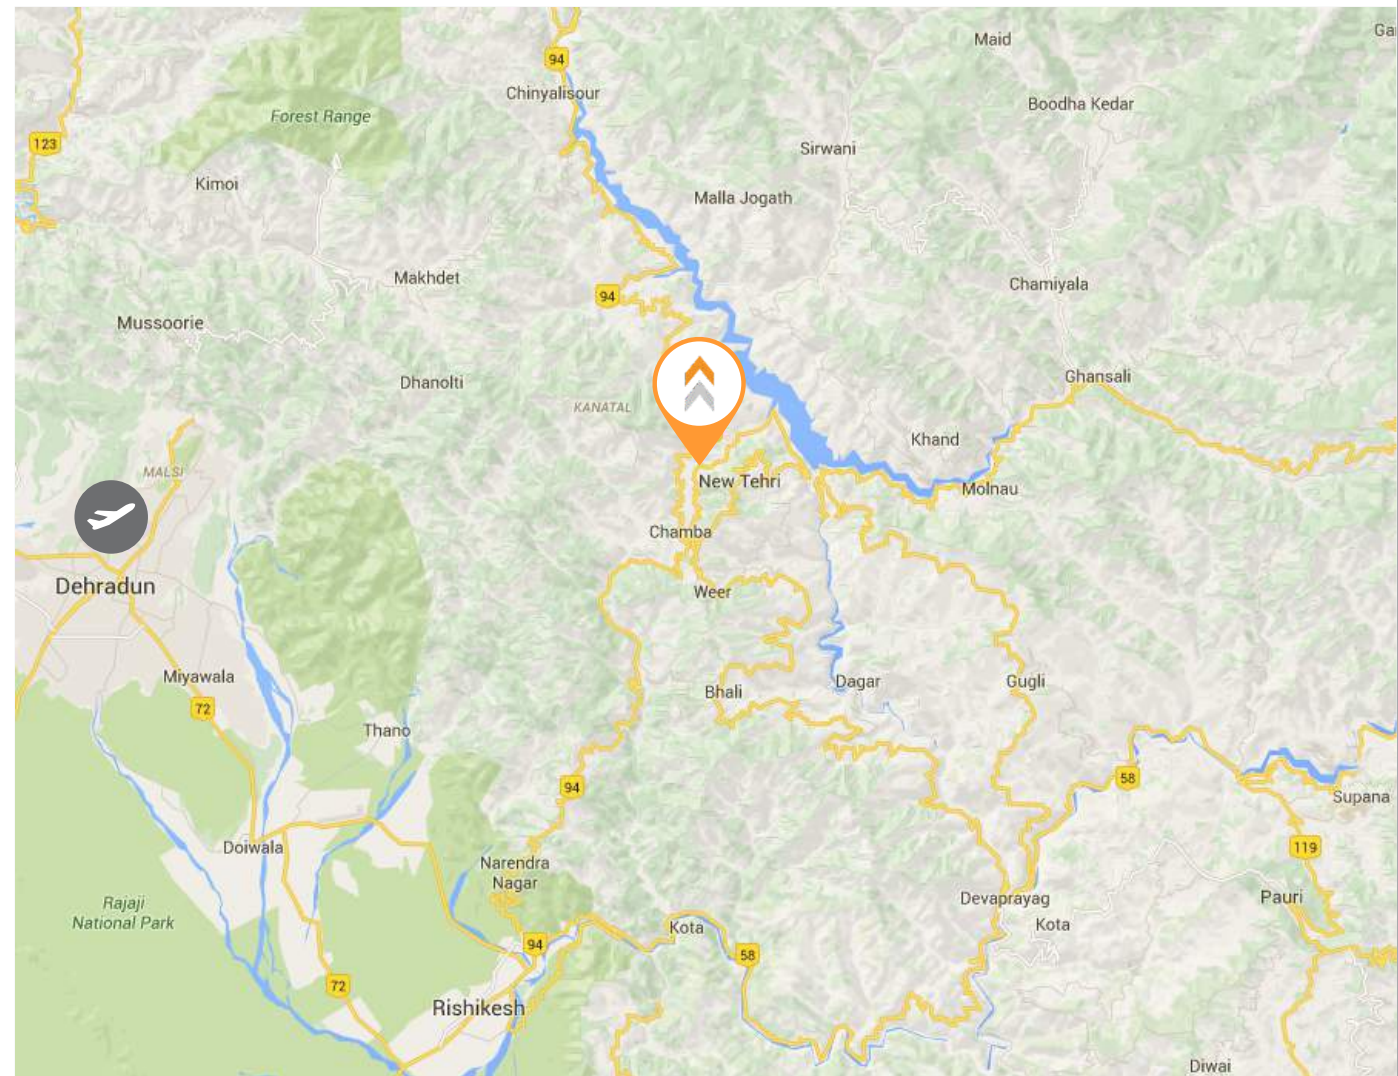 Maid
Ga
94
Chinyalisour
Boodha Kedar
Forest Range
123
Sirwani
Kimoi
Malla Jogath
Makhdet
Chamiyala
94
Mussoorie
Dhanolti
Ghansali
KANATAL
Khand
MALSI
New Tehri
Molnau
Chamba
Dehradun
Weer
Miyawala
Bhali
Dagar
Gugli
72
Thano
58
94
Supana
Doiwala
119
Narendra
Nagar
Devaprayag
Pauri
Rajaji
National Park
Kota
Kota
94
58
72
Rishikesh
Diwai